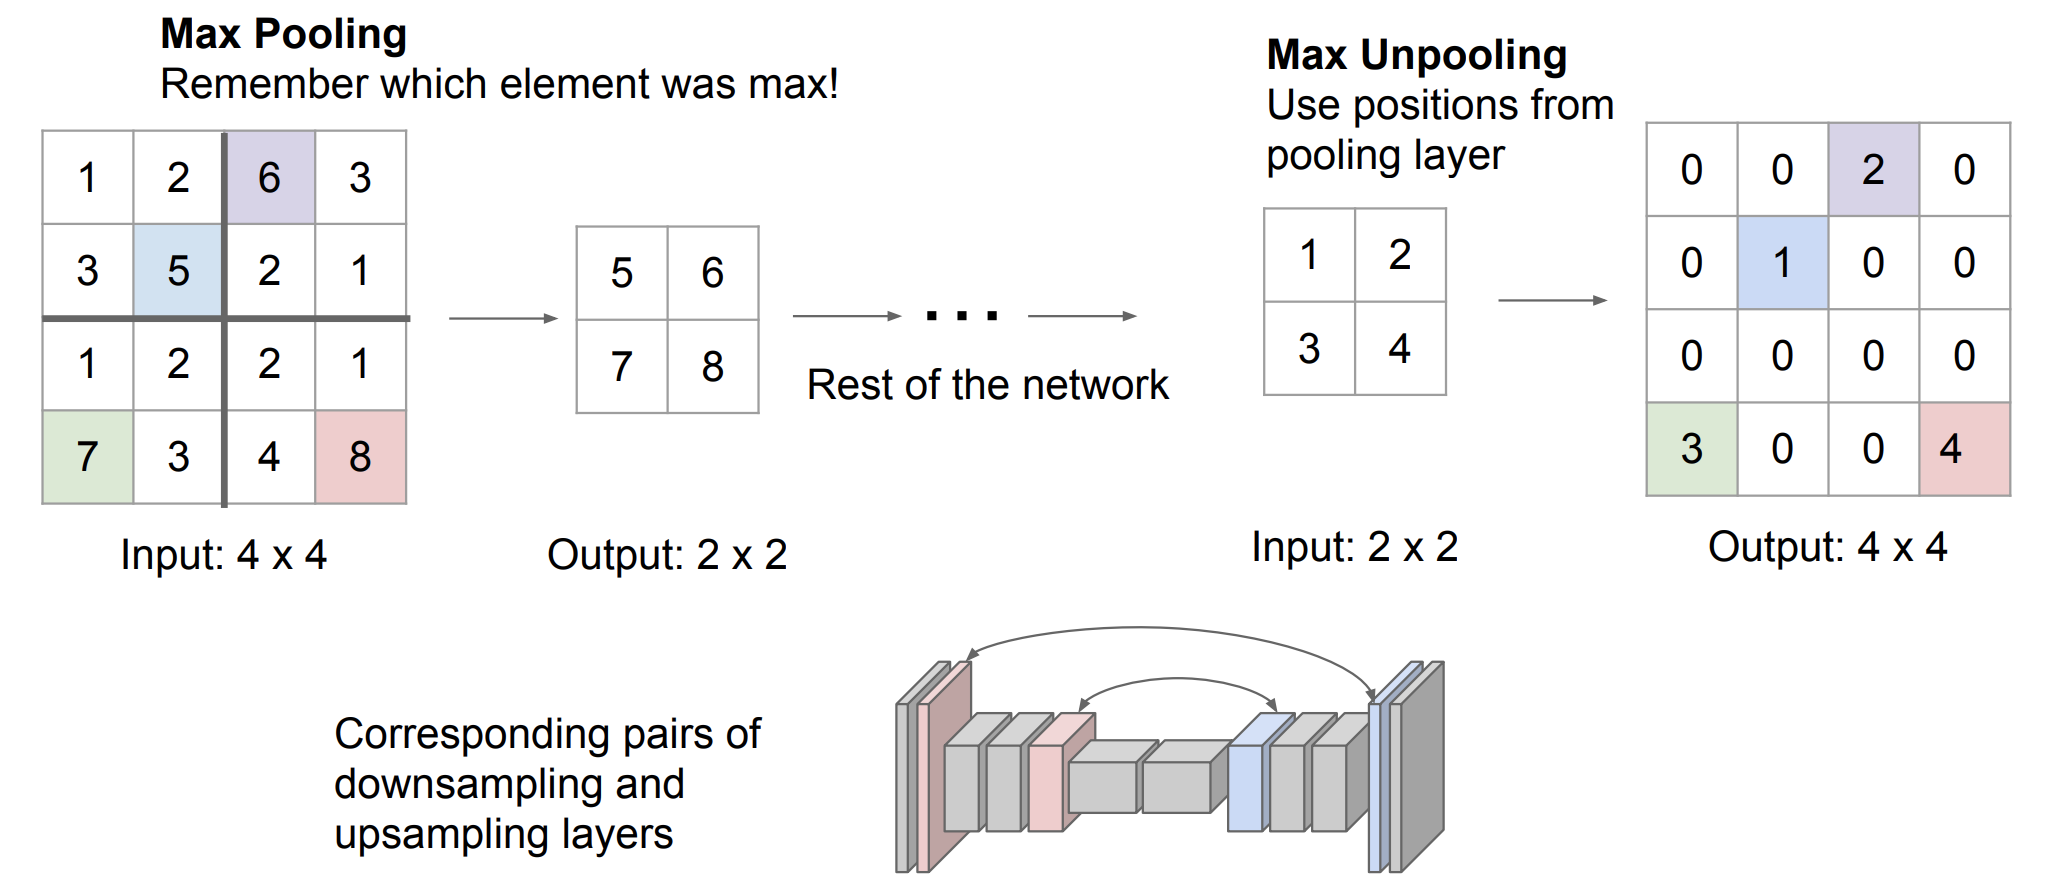 Max Pooling
Remember which element was max!
1 2 6 3
3 5 2 1
1 2 2 1
7 3 4 8
Input: 4 x 4
5 6
7 8
Output: 2 x 2
...
Rest of the network
Max Unpooling
Use positions from
pooling layer
1 2
3 4
Input: 2 x 2
0 0 2 0
0 1 0 0
0 0 0 0
3 0 0 4
Output: 4 x 4
Corresponding pairs of
downsampling and
upsampling layers